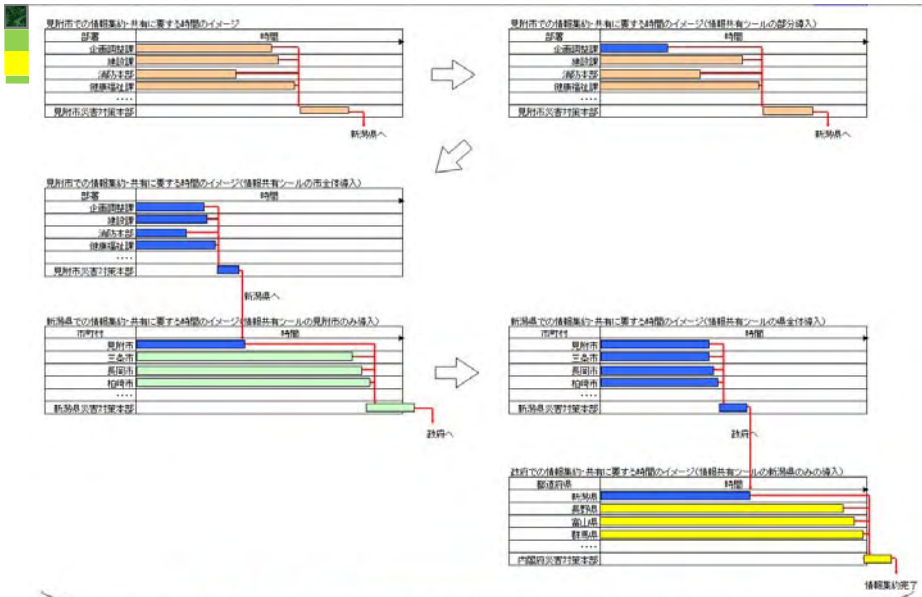 見附市での情報集約・共有に要する時間のイメージ
部署 時間
企画調整課
建設課
消防本部
健康福祉課
‥‥
見附市災害対策本部
新潟県へ
見附市での情報集約・共有に要する時間のイメージ(情報共有ツールの部分導入)
部署 時間
企画調整課
建設課
消防本部
健康福祉課
‥‥
見附市災害対策本部
新潟県へ
見附市での情報集約・共有に要する時間のイメージ(情報共有ツールの市全体導入)
部署 時間
企画調整課
建設課
消防本部
健康福祉課
‥‥
見附市災害対策本部
新潟県へ
新潟県での情報集約・共有に要する時間のイメージ(情報共有ツールの見附市のみ導入)
市町村 時間
見附市
三条市
長岡市
柏崎市
‥‥
新潟県災害対策本部
政府へ
新潟県での情報集約・共有に要する時間のイメージ(情報共有ツールの県全体導入)
市町村 時間
見附市
三条市
長岡市
柏崎市
‥‥
新潟県災害対策本部
政府へ
政府での情報集約・共有に要する時間のイメージ(情報共有ツールの新潟県のみの導入)
都道府県 時間
新潟県
長野県
富山県
群馬県
‥‥
内閣府災害対策本部
情報集約完了